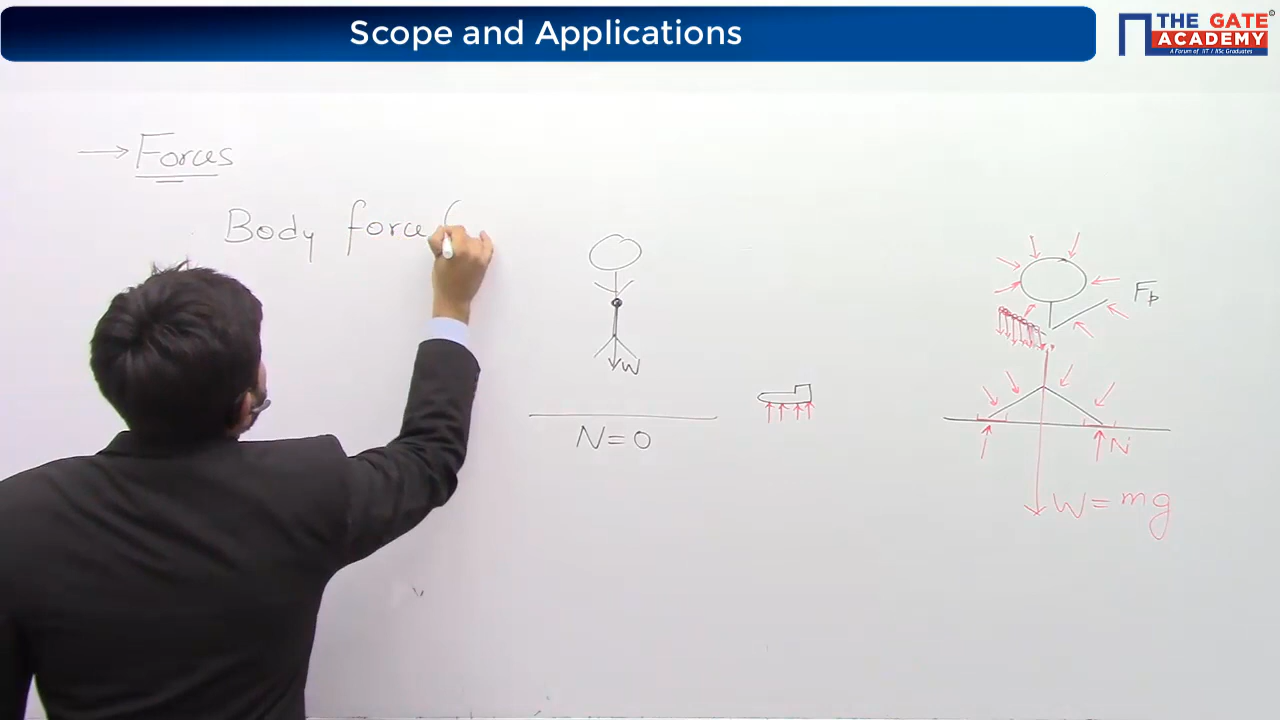 Scope and Applications
THE GATE
ACADEMY
A Forum of IIT / IISc Graduates
→ Forces
Body force (
W
N = 0
Fp
N
W = mg